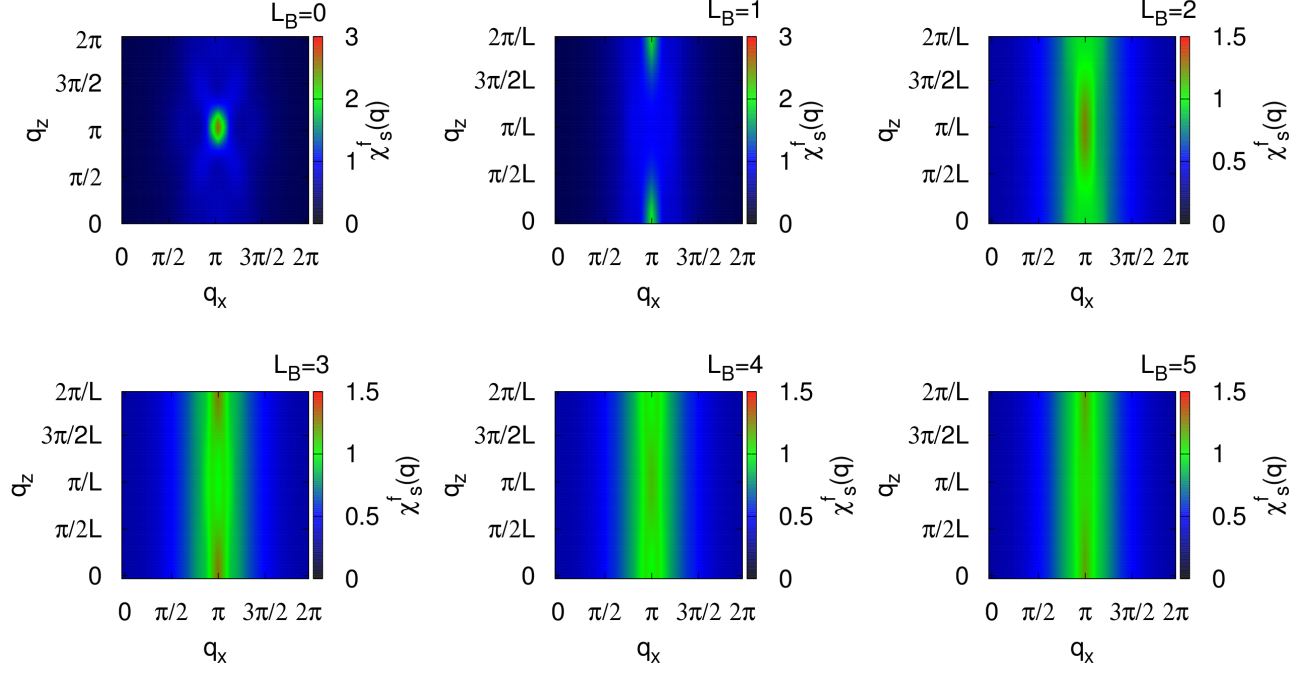 L_B=0
2π
3π/2
π
π/2
0
q_z
0 π/2 π 3π/2 2π
q_x
3
2
1
0
χ^f_s(q)
L_B=1
2π/L
3π/2L
π/L
π/2L
0
q_z
0 π/2 π 3π/2 2π
q_x
3
2
1
0
χ^f_s(q)
L_B=2
2π/L
3π/2L
π/L
π/2L
0
q_z
0 π/2 π 3π/2 2π
q_x
1.5
1
0.5
0
χ^f_s(q)
L_B=3
2π/L
3π/2L
π/L
π/2L
0
q_z
0 π/2 π 3π/2 2π
q_x
1.5
1
0.5
0
χ^f_s(q)
L_B=4
2π/L
3π/2L
π/L
π/2L
0
q_z
0 π/2 π 3π/2 2π
q_x
1.5
1
0.5
0
χ^f_s(q)
L_B=5
2π/L
3π/2L
π/L
π/2L
0
q_z
0 π/2 π 3π/2 2π
q_x
1.5
1
0.5
0
χ^f_s(q)